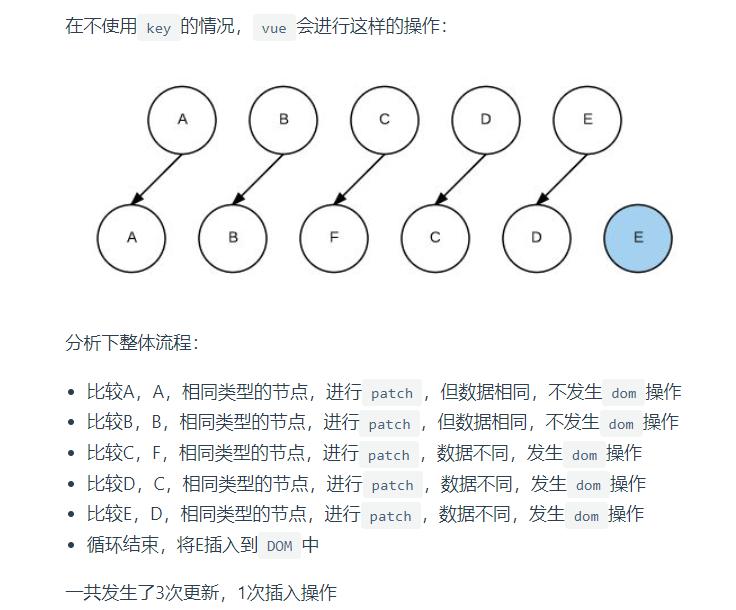 在不使用 key 的情况，vue 会进行这样的操作：
A B C D E
A B F C D E
分析下整体流程：
• 比较A，A，相同类型的节点，进行 patch ，但数据相同，不发生 dom 操作
• 比较B，B，相同类型的节点，进行 patch ，但数据相同，不发生 dom 操作
• 比较C，F，相同类型的节点，进行 patch ，数据不同，发生 dom 操作
• 比较D，C，相同类型的节点，进行 patch ，数据不同，发生 dom 操作
• 比较E，D，相同类型的节点，进行 patch ，数据不同，发生 dom 操作
• 循环结束，将E插入到 DOM 中
一共发生了3次更新，1次插入操作